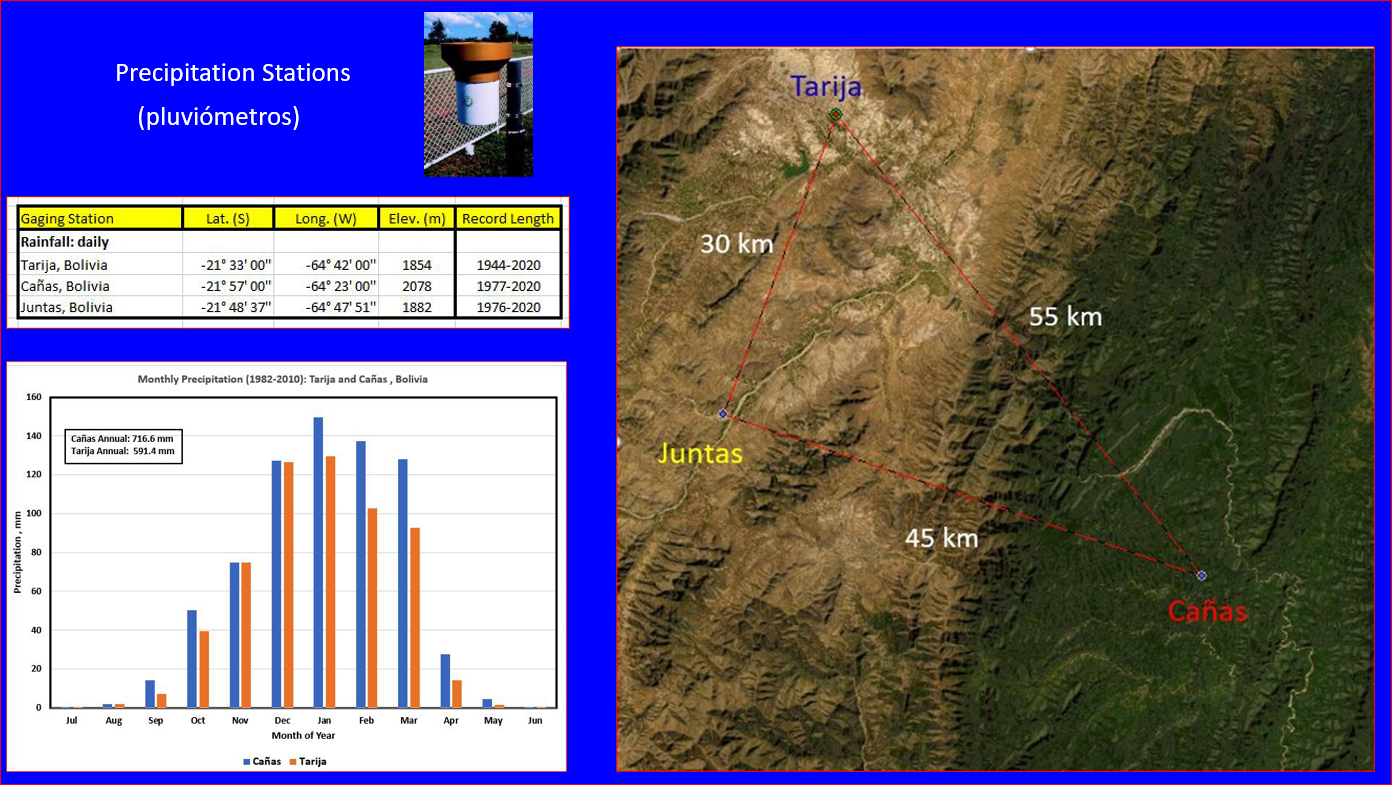 Precipitation Stations
(pluviómetros)
Gaging Station Lat. (S) Long. (W) Elev. (m) Record Length
Rainfall: daily
Tarija, Bolivia -21° 33' 00" -64° 42' 00" 1854 1944-2020
Cañas, Bolivia -21° 57' 00" -64° 23' 00" 2078 1977-2020
Juntas, Bolivia -21° 48' 37" -64° 47' 51" 1882 1976-2020
Monthly Precipitation (1982-2010): Tarija and Cañas , Bolivia
Cañas Annual: 716.6 mm
Tarija Annual: 591.4 mm
Precipitation , mm
160
140
120
100
80
60
40
20
0
Jul Aug Sep Oct Nov Dec Jan Feb Mar Apr May Jun
Month of Year
Cañas Tarija
Tarija
30 km
55 km
Juntas
45 km
Cañas